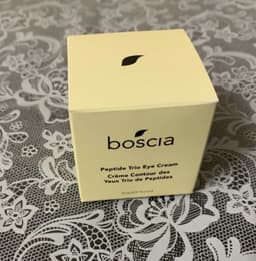 boscia
Peptide Trio Eye Cream
Crème Contour des
Yeux Trio de Peptides